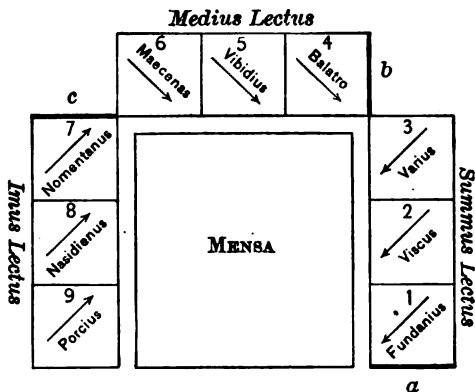 Medius Lectus
6
Maecenas
5
Vibidius
4
Balatro
b
c
7
Nomentanus
8
Nasidienus
9
Porcius
Imus Lectus
MENSA
3
Varius
2
Viscus
1
Fundanius
Summus Lectus
a